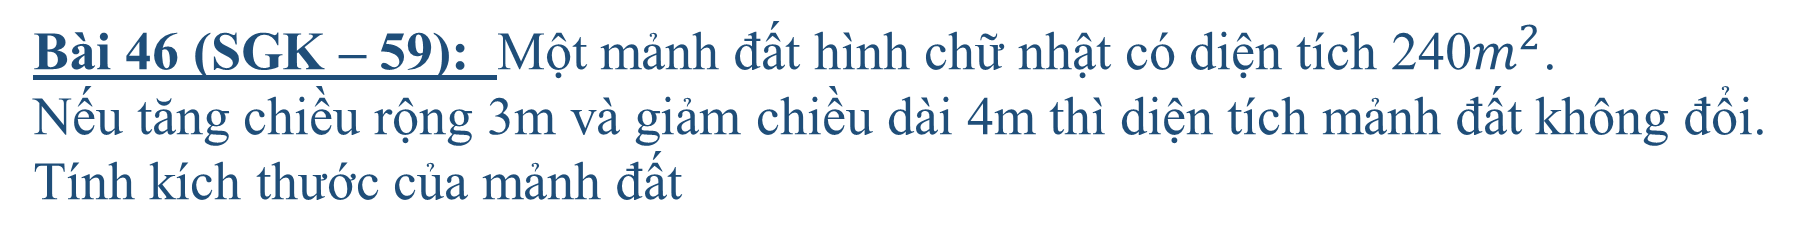 Bài 46 (SGK – 59): Một mảnh đất hình chữ nhật có diện tích 240m².
Nếu tăng chiều rộng 3m và giảm chiều dài 4m thì diện tích mảnh đất không đổi.
Tính kích thước của mảnh đất